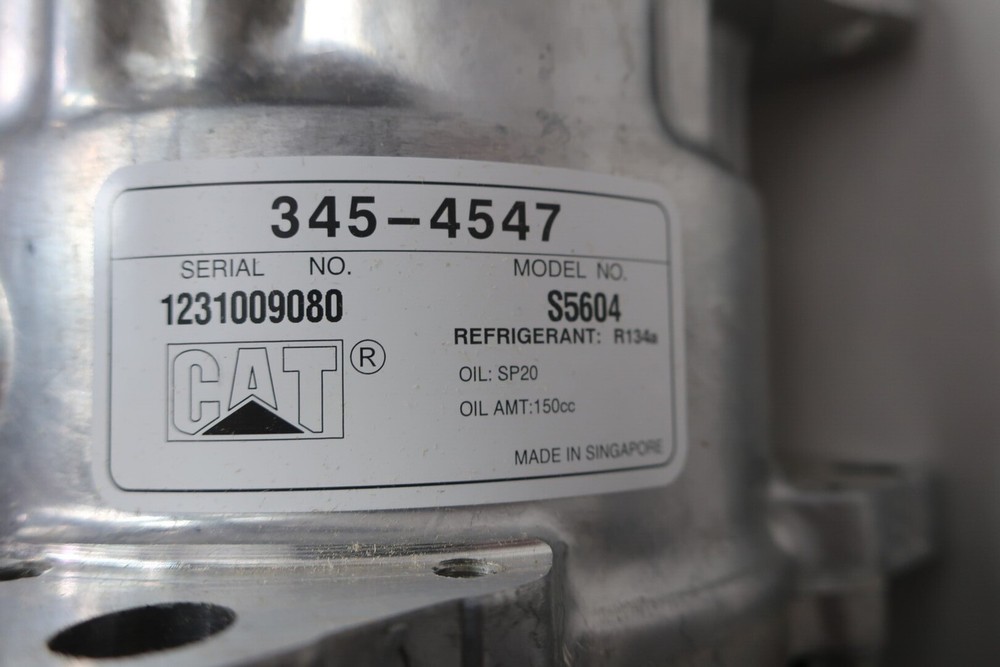 345-4547
SERIAL NO. MODEL NO.
1231009080 S5604
REFRIGERANT: R134a
CAT®
OIL: SP20
OIL AMT:150cc
MADE IN SINGAPORE